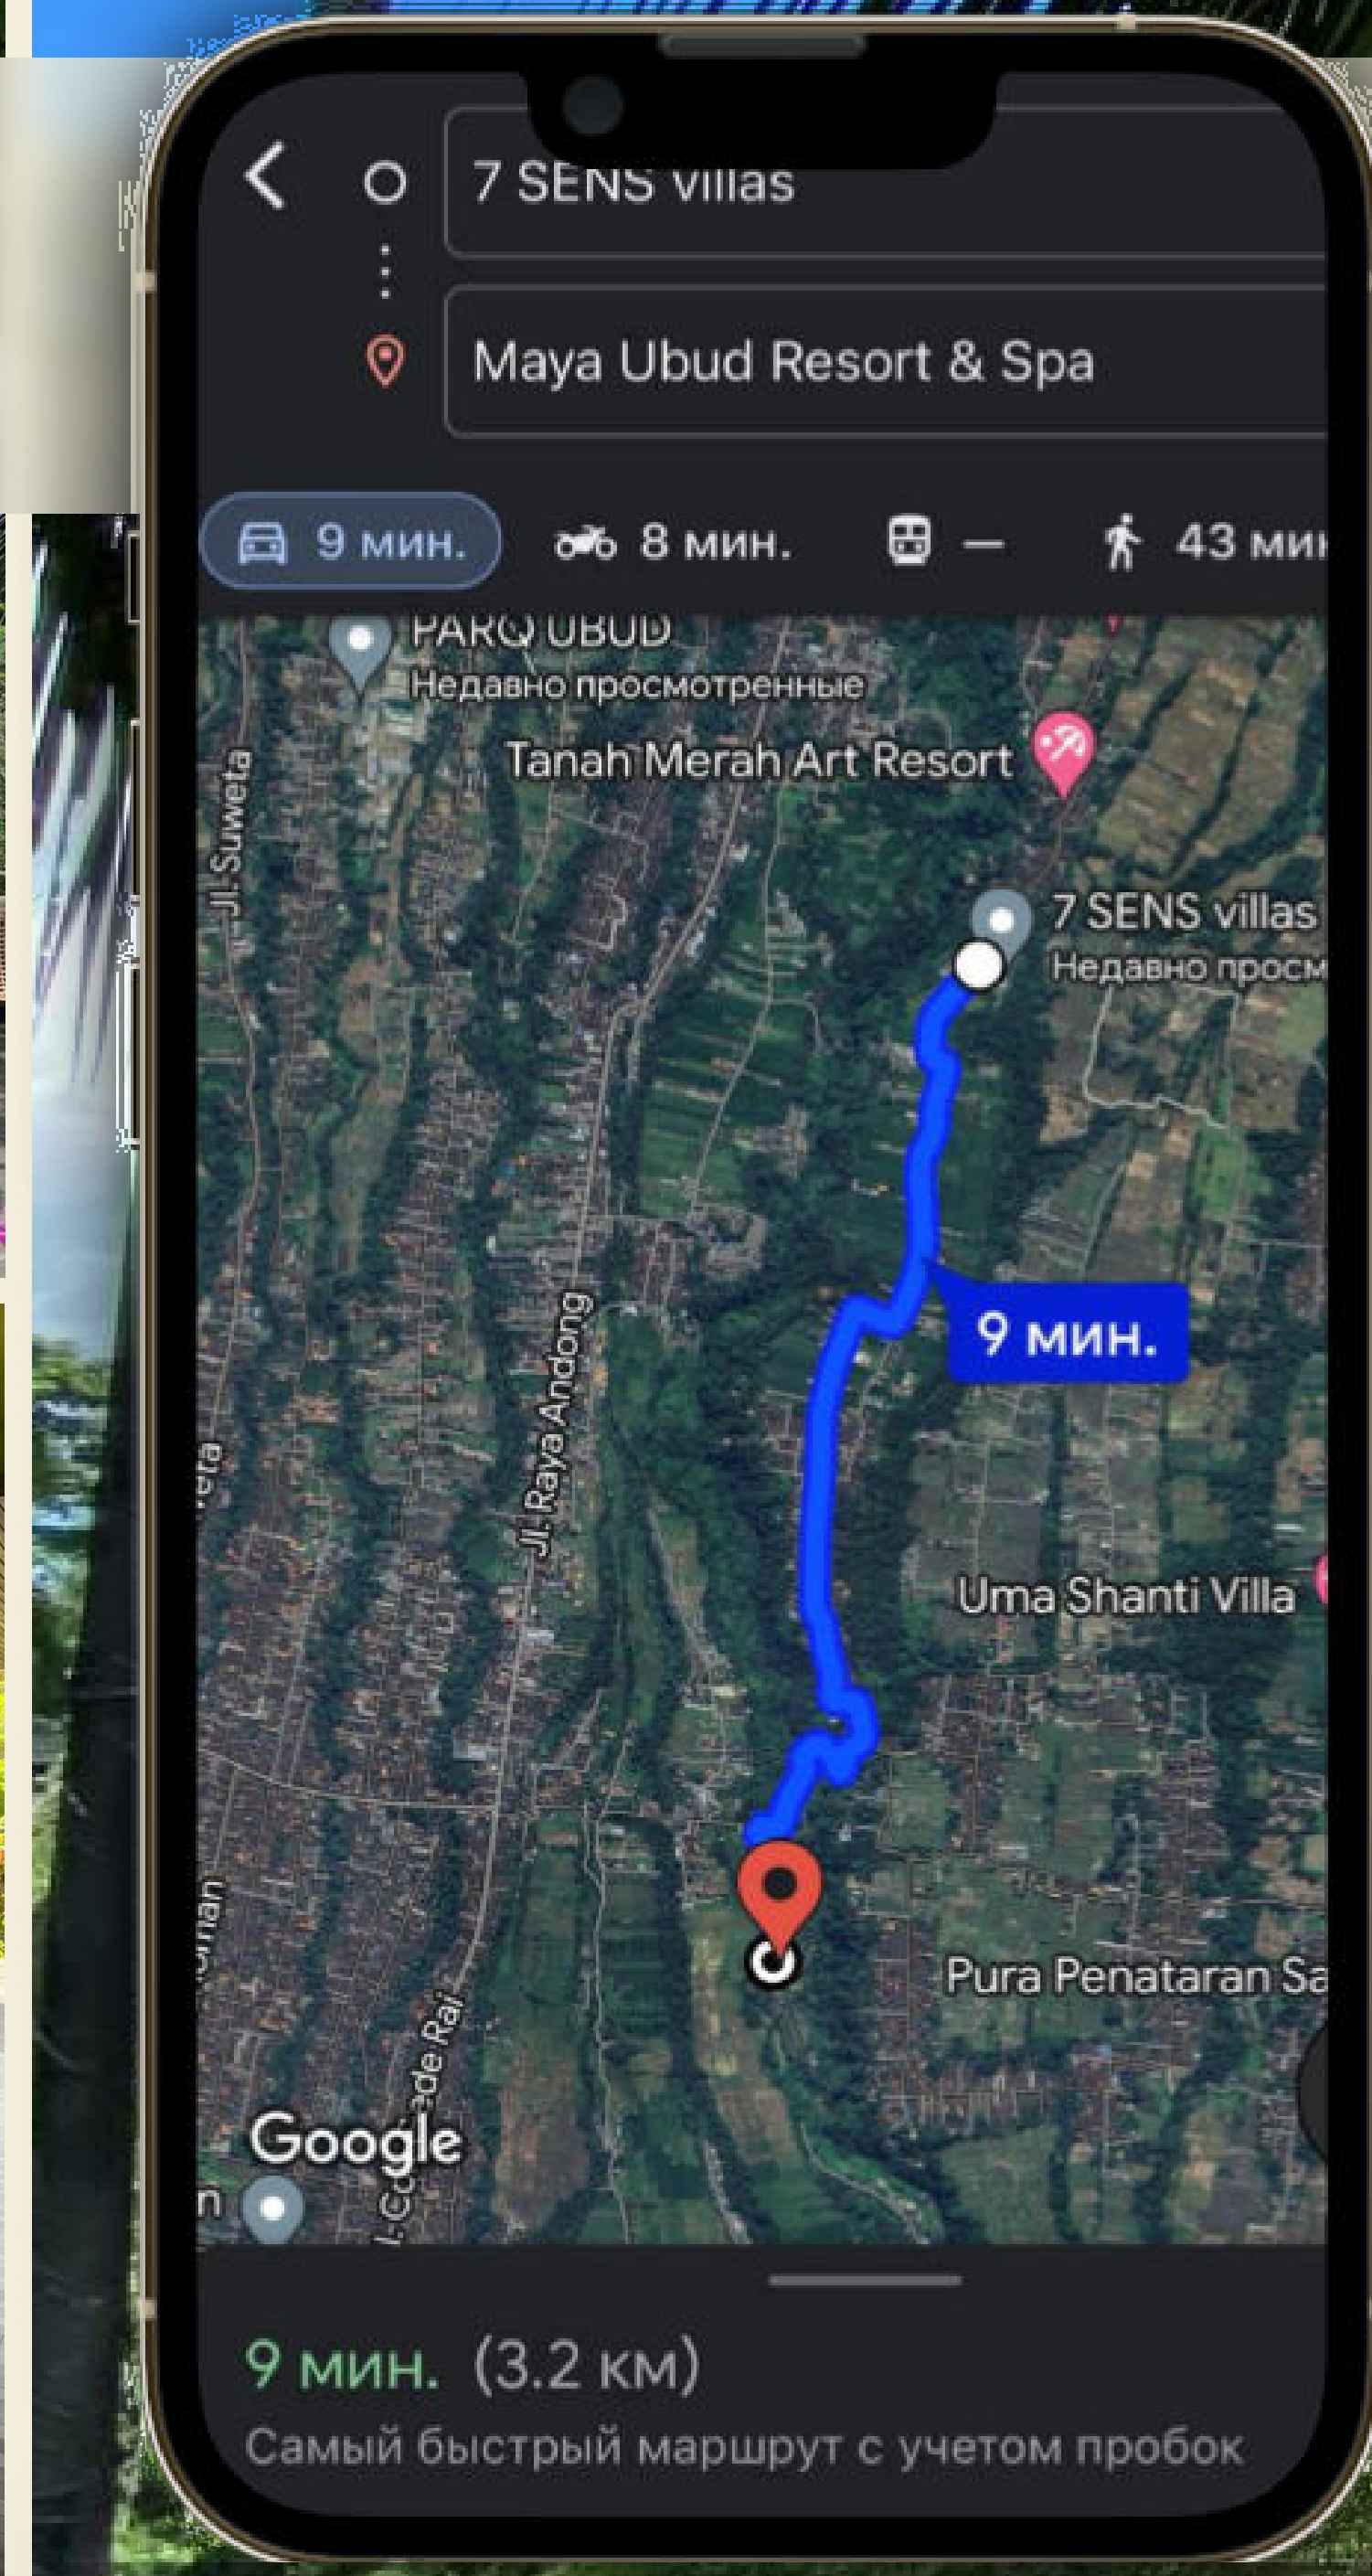 7 SENS villas
Maya Ubud Resort & Spa
9 мин.
8 мин.
—
43 мин
PARQ UBUD
Недавно просмотренные
Tanah Merah Art Resort
Jl. Suweta
7 SENS villas
Недавно просм
9 мин.
Jl. Raya Andong
Uma Shanti Villa
Pura Penataran Sa
Google
9 мин. (3.2 км)
Самый быстрый маршрут с учетом пробок